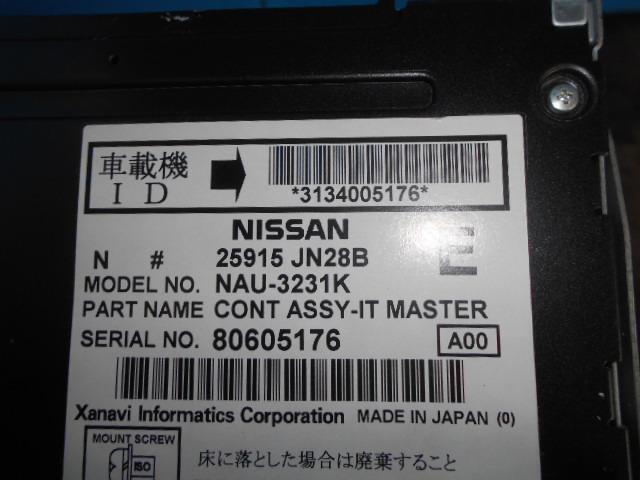 車載機
ID
*3134005176*
NISSAN
N # 25915 JN28B
E
MODEL NO. NAU-3231K
PART NAME CONT ASSY-IT MASTER
SERIAL NO. 80605176 A00
Xanavi Informatics Corporation MADE IN JAPAN (0)
MOUNT SCREW
ISO
床に落とした場合は廃棄すること